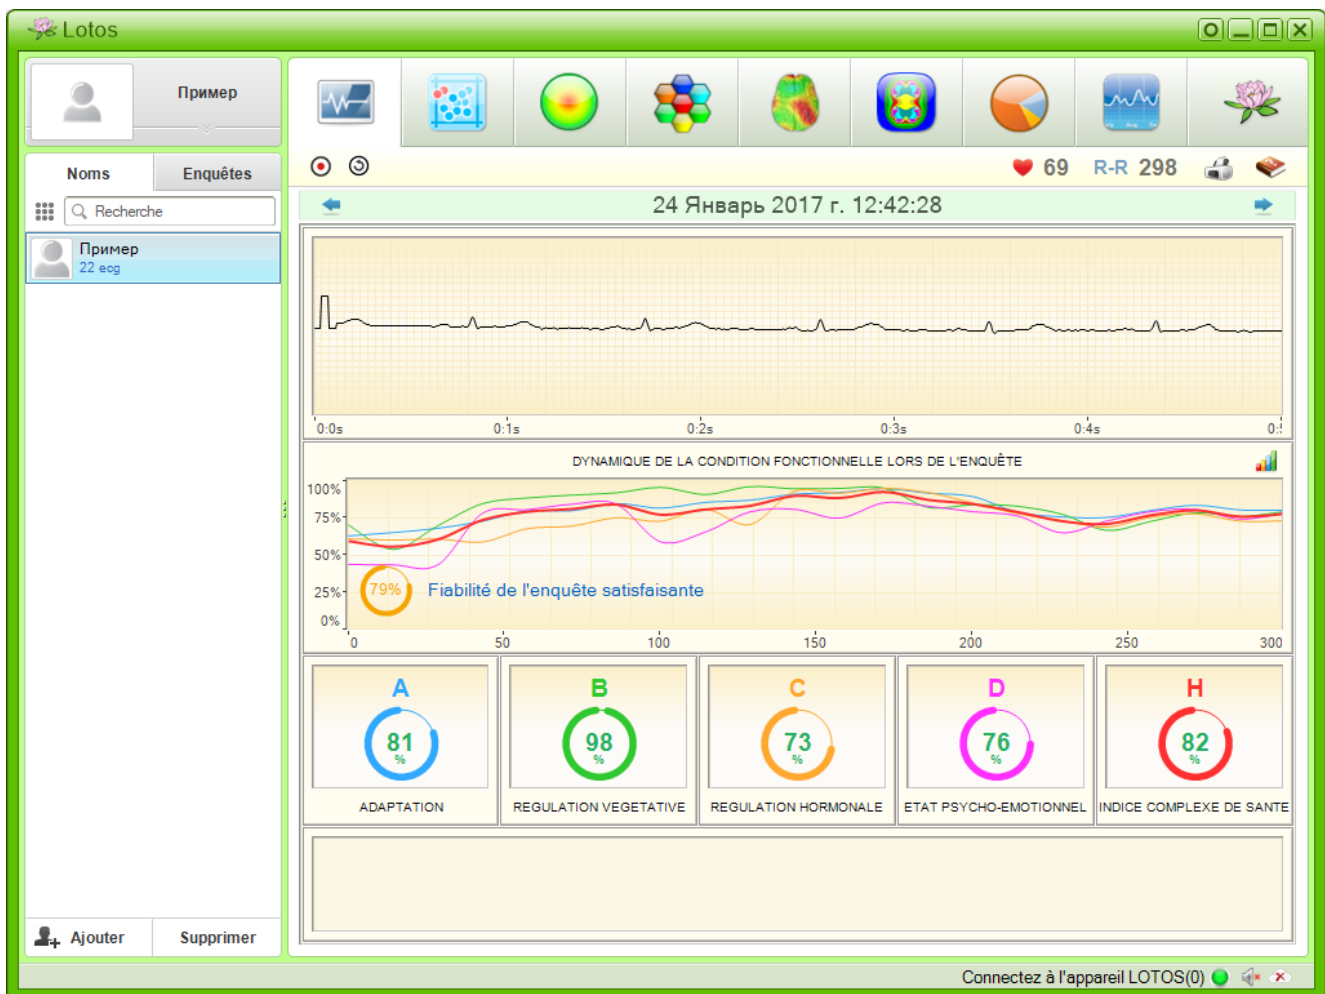 Lotos
Пример
Noms Enquêtes
Recherche
Пример
22 ecg
69 R-R 298
24 Январь 2017 г. 12:42:28
0:0s 0:1s 0:2s 0:3s 0:4s
DYNAMIQUE DE LA CONDITION FONCTIONNELLE LORS DE L'ENQUÊTE
100%
75%
50%
25%
0%
79% Fiabilité de l'enquête satisfaisante
0 50 100 150 200 250 300
A B C D H
81 98 73 76 82
% % % % %
ADAPTATION REGULATION VEGETATIVE REGULATION HORMONALE ETAT PSYCHO-EMOTIONNEL INDICE COMPLEXE DE SANTE
Ajouter Supprimer
Connectez à l'appareil LOTOS(0)